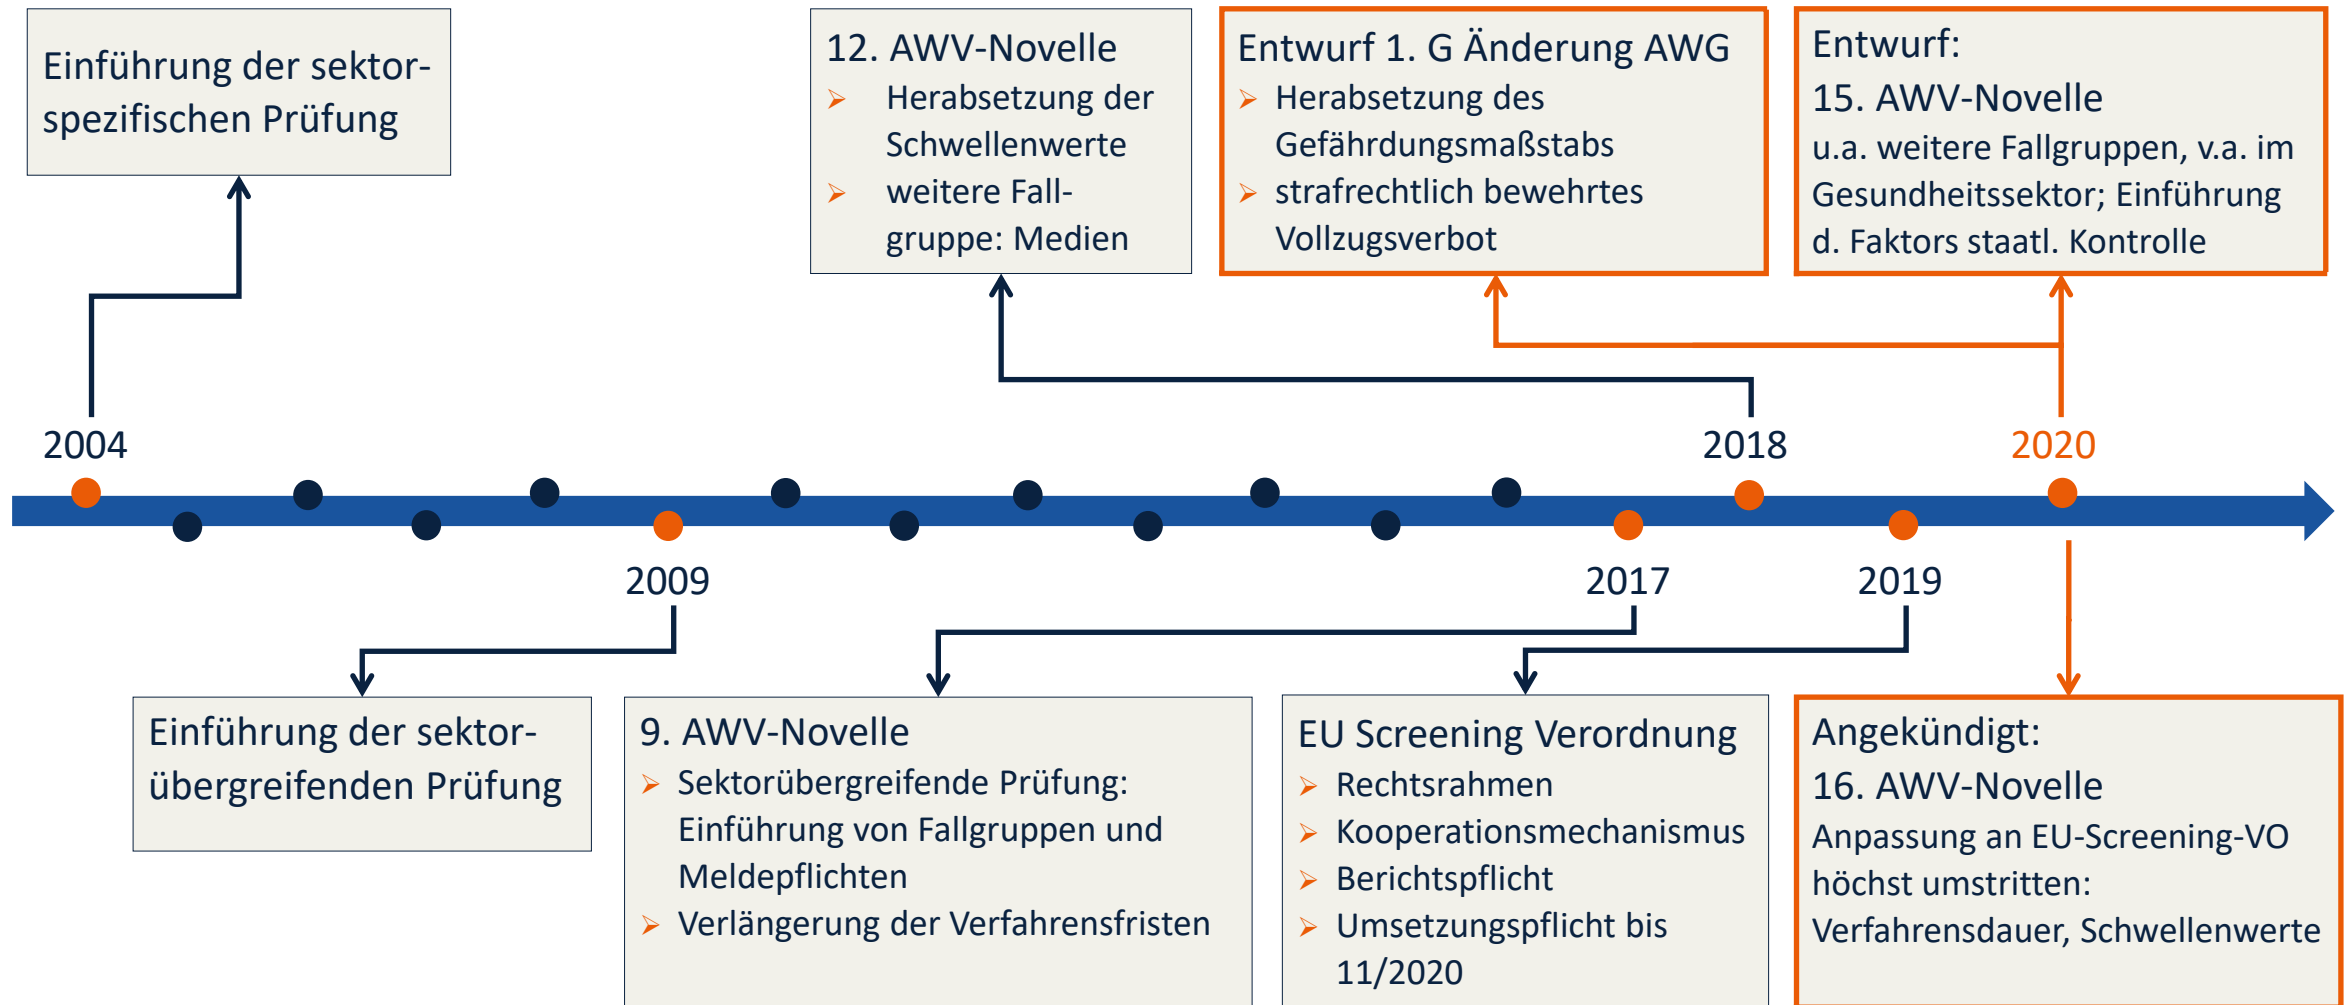 Einführung der sektor-
spezifischen Prüfung
12. AWV-Novelle
➢ Herabsetzung der
Schwellenwerte
➢ weitere Fall-
gruppe: Medien
Entwurf 1. G Änderung AWG
➢ Herabsetzung des
Gefährdungsmaßstabs
➢ strafrechtlich bewehrtes
Vollzugsverbot
Entwurf:
15. AWV-Novelle
u.a. weitere Fallgruppen, v.a. im
Gesundheitssektor; Einführung
d. Faktors staatl. Kontrolle
2004
2018
2020
2009
2017
2019
Einführung der sektor-
übergreifenden Prüfung
9. AWV-Novelle
➢ Sektorübergreifende Prüfung:
Einführung von Fallgruppen und
Meldepflichten
➢ Verlängerung der Verfahrensfristen
EU Screening Verordnung
➢ Rechtsrahmen
➢ Kooperationsmechanismus
➢ Berichtspflicht
➢ Umsetzungspflicht bis
11/2020
Angekündigt:
16. AWV-Novelle
Anpassung an EU-Screening-VO
höchst umstritten:
Verfahrensdauer, Schwellenwerte